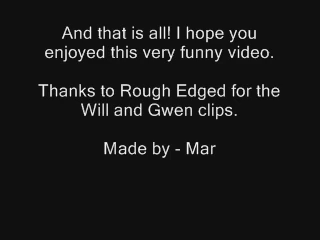 And that is all! I hope you
enjoyed this very funny video.
Thanks to Rough Edged for the
Will and Gwen clips.
Made by - Mar